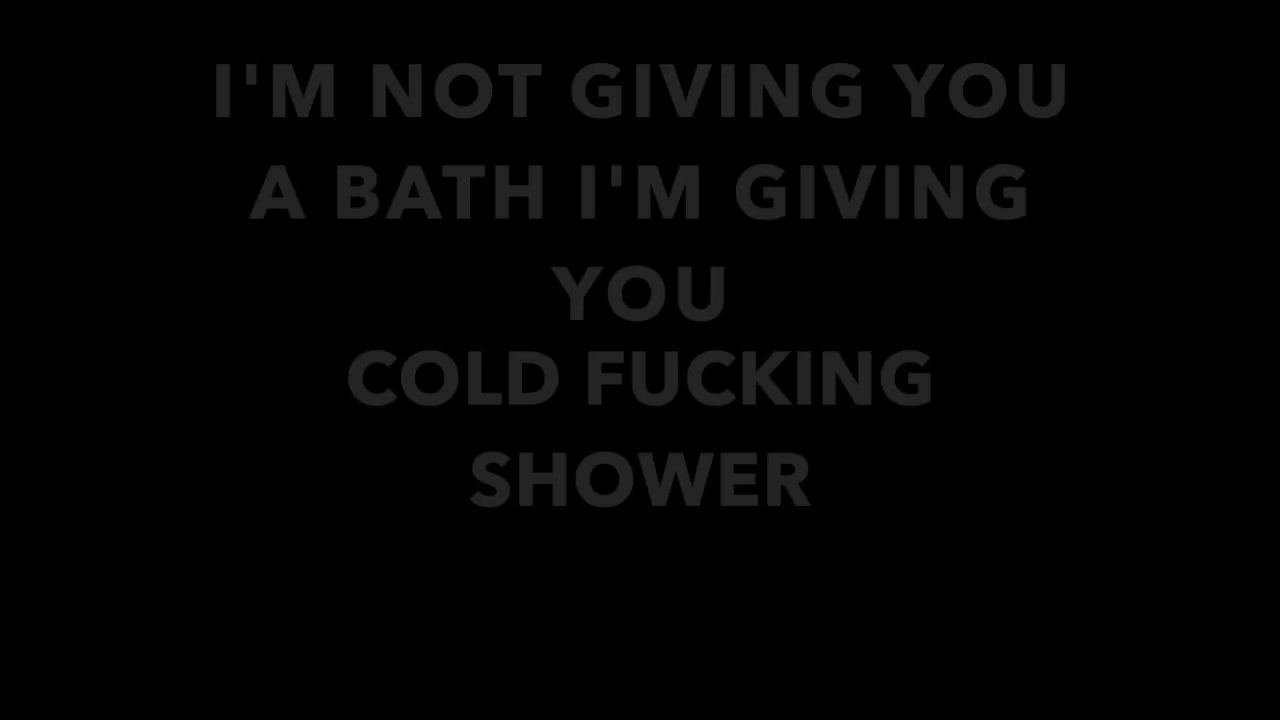 I'M NOT GIVING YOU
A BATH I'M GIVING
YOU
COLD FUCKING
SHOWER